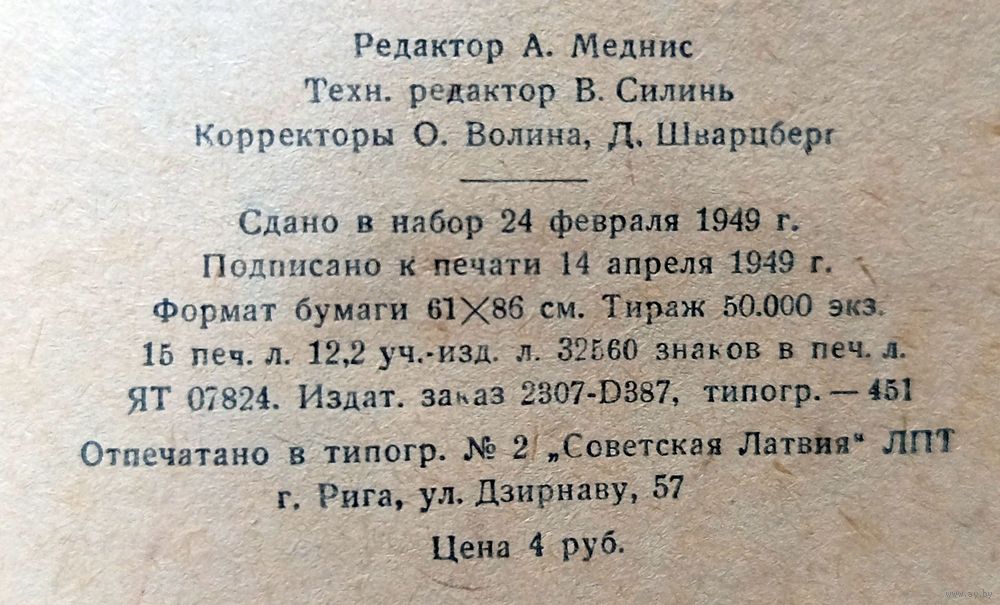 Редактор А. Меднис
Техн. редактор В. Силинь
Корректоры О. Волина, Д. Шварцберг
Сдано в набор 24 февраля 1949 г.
Подписано к печати 14 апреля 1949 г.
Формат бумаги 61×86 см. Тираж 50.000 экз.
15 печ. л. 12,2 уч.-изд. л. 32560 знаков в печ. л.
ЯТ 07824. Издат. заказ 2307-D387, типогр. — 451
Отпечатано в типогр. № 2 „Советская Латвия“ ЛПТ
г. Рига, ул. Дзирнаву, 57
Цена 4 руб.
www.ay.by